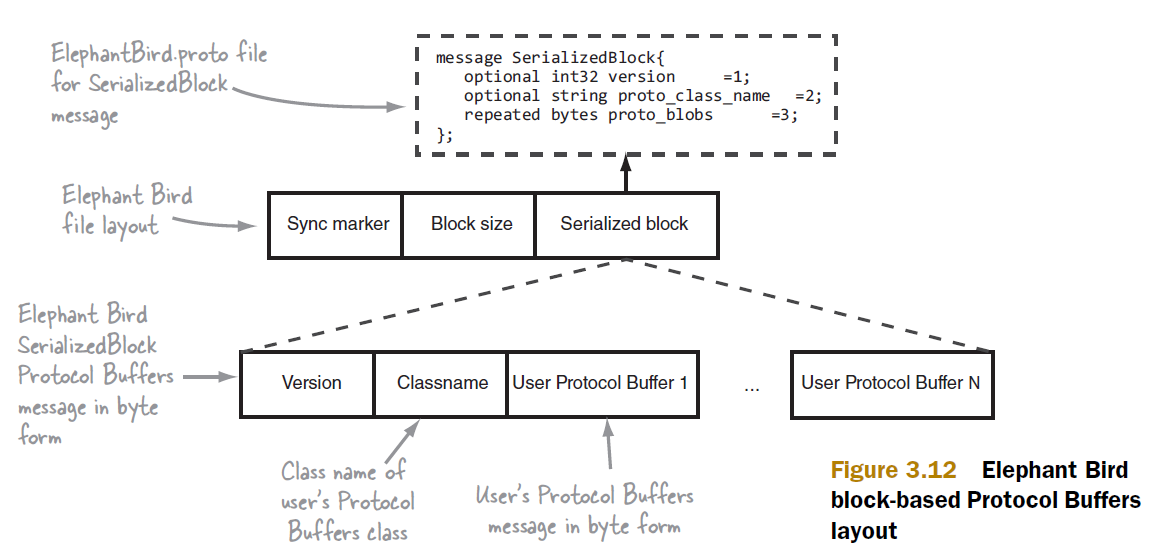 ElephantBird.proto file
for SerializedBlock
message
message SerializedBlock{
optional int32 version =1;
optional string proto_class_name =2;
repeated bytes proto_blobs =3;
};
Elephant Bird
file layout
Sync marker
Block size
Serialized block
Elephant Bird
SerializedBlock
Protocol Buffers
message in byte
form
Version
Classname
User Protocol Buffer 1
...
User Protocol Buffer N
Class name of
user's Protocol
Buffers class
User's Protocol Buffers
message in byte form
Figure 3.12 Elephant Bird
block-based Protocol Buffers
layout